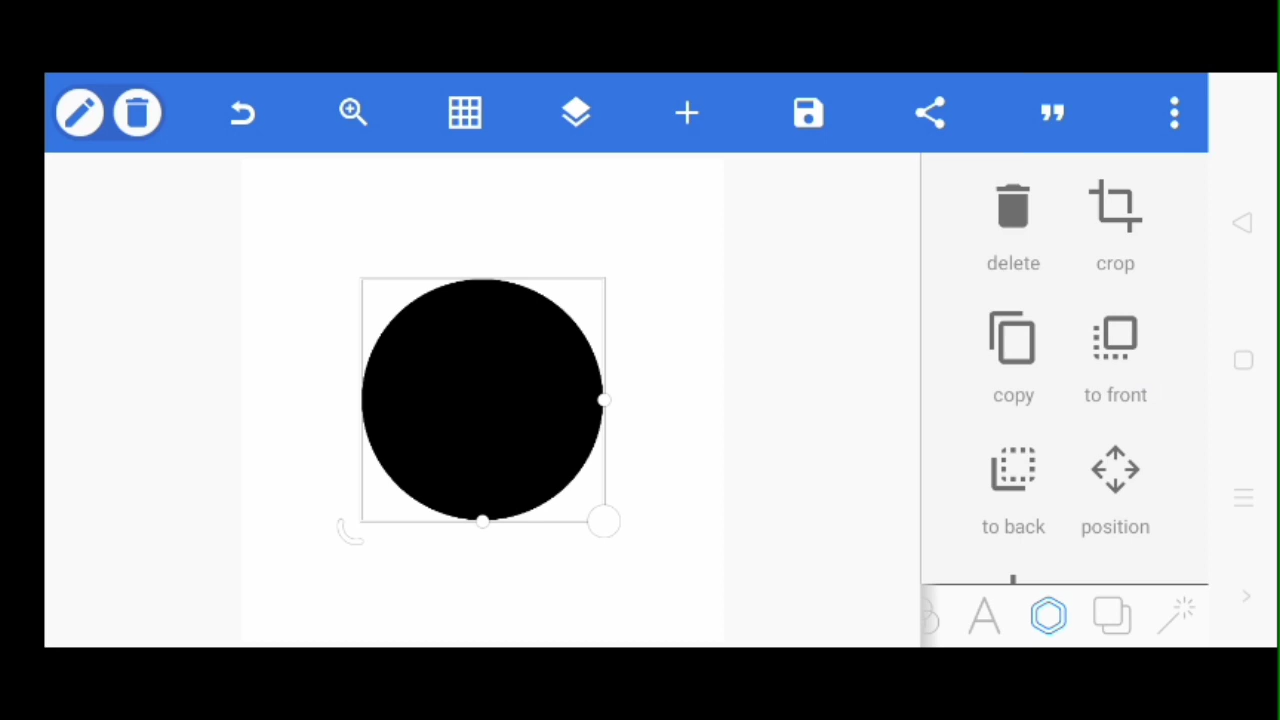 delete
crop
copy
to front
to back
position